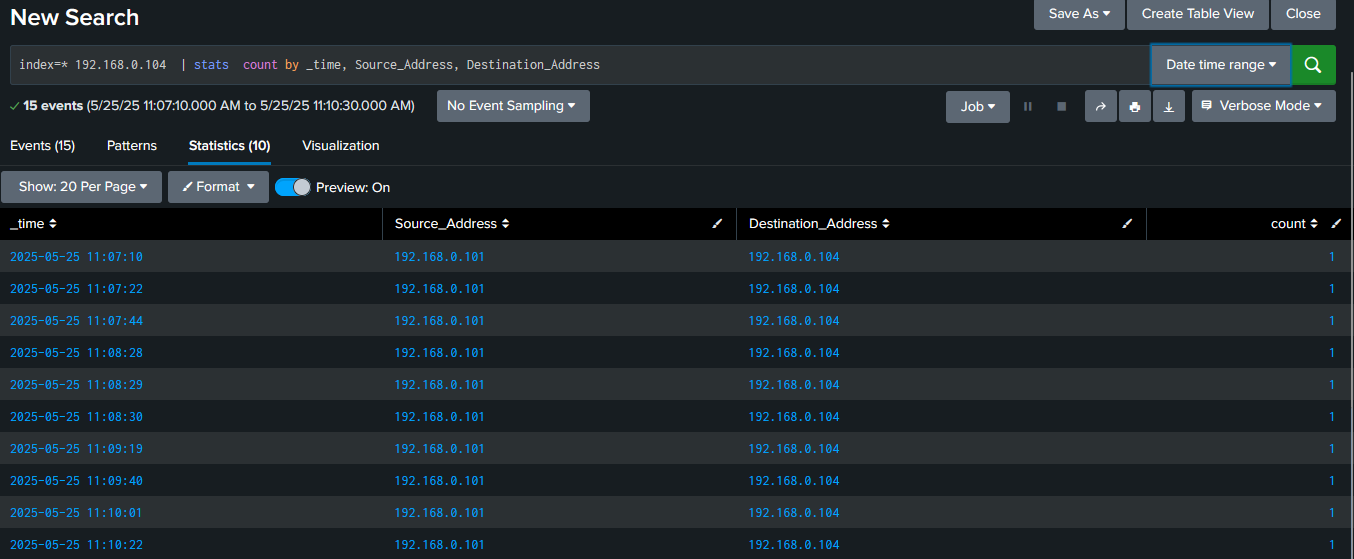 New Search
Save As Create Table View Close
index=* 192.168.0.104 | stats count by _time, Source_Address, Destination_Address
Date time range
15 events (5/25/25 11:07:10.000 AM to 5/25/25 11:10:30.000 AM)
No Event Sampling
Job
Verbose Mode
Events (15) Patterns Statistics (10) Visualization
Show: 20 Per Page Format Preview: On
_time Source_Address Destination_Address count
2025-05-25 11:07:10 192.168.0.101 192.168.0.104 1
2025-05-25 11:07:22 192.168.0.101 192.168.0.104 1
2025-05-25 11:07:44 192.168.0.101 192.168.0.104 1
2025-05-25 11:08:28 192.168.0.101 192.168.0.104 1
2025-05-25 11:08:29 192.168.0.101 192.168.0.104 1
2025-05-25 11:08:30 192.168.0.101 192.168.0.104 1
2025-05-25 11:09:19 192.168.0.101 192.168.0.104 1
2025-05-25 11:09:40 192.168.0.101 192.168.0.104 1
2025-05-25 11:10:01 192.168.0.101 192.168.0.104 1
2025-05-25 11:10:22 192.168.0.101 192.168.0.104 1